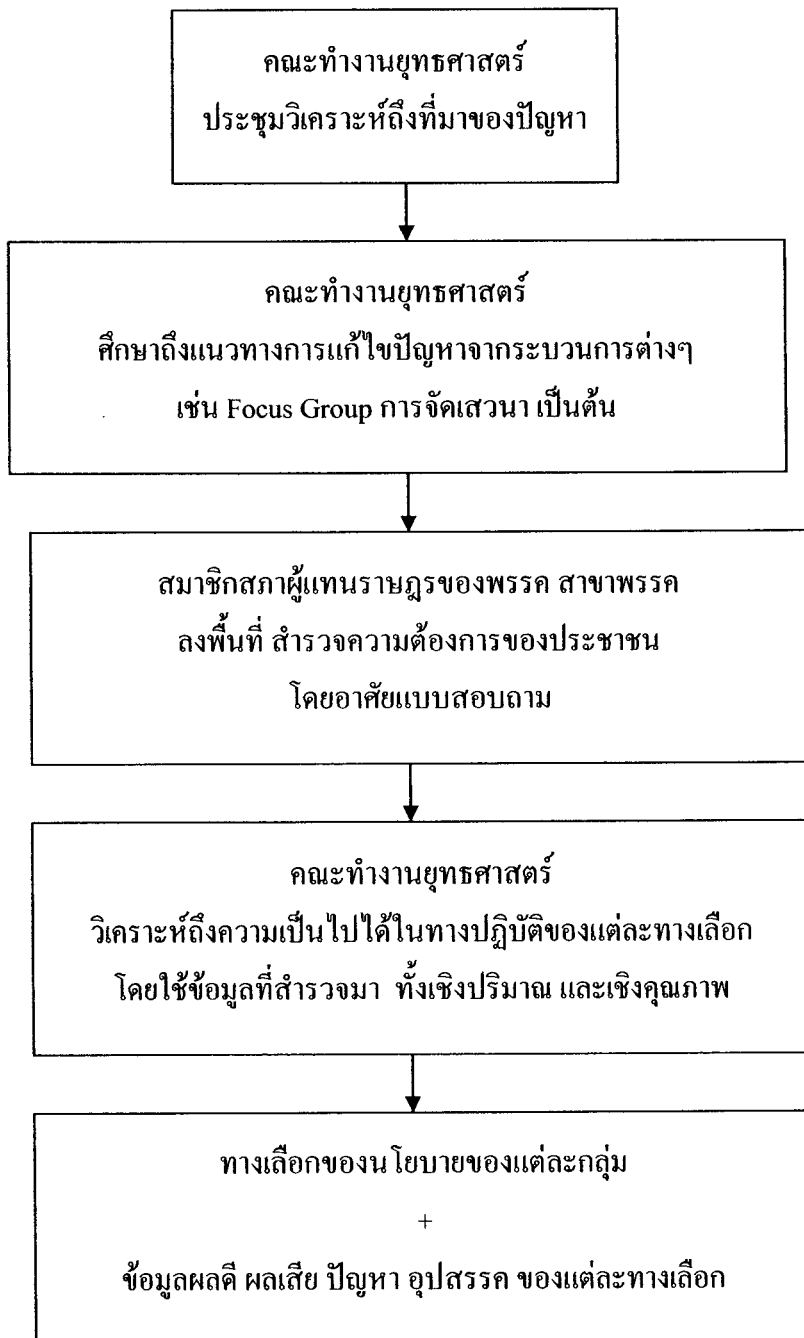 คณะทำงานยุทธศาสตร์
ประชุมวิเคราะห์ถึงที่มาของปัญหา
คณะทำงานยุทธศาสตร์
ศึกษาถึงแนวทางการแก้ไขปัญหาจากระบวนการต่างๆ
เช่น Focus Group การจัดเสวนา เป็นต้น
สมาชิกสภาผู้แทนราษฎรของพรรค สาขาพรรค
ลงพื้นที่ สำรวจความต้องการของประชาชน
โดยอาศัยแบบสอบถาม
คณะทำงานยุทธศาสตร์
วิเคราะห์ถึงความเป็นไปได้ในทางปฏิบัติของแต่ละทางเลือก
โดยใช้ข้อมูลที่สำรวจมา ทั้งเชิงปริมาณ และเชิงคุณภาพ
ทางเลือกของนโยบายของแต่ละกลุ่ม
+
ข้อมูลผลดี ผลเสีย ปัญหา อุปสรรค ของแต่ละทางเลือก